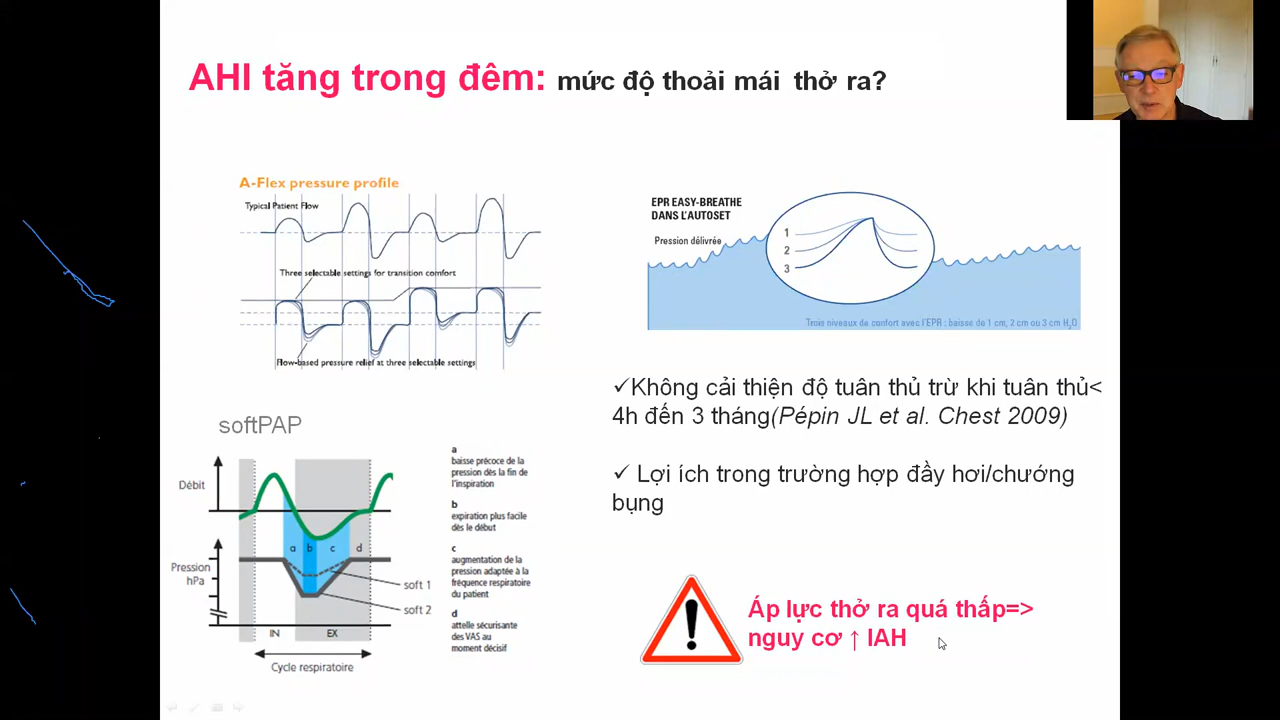 AHI tăng trong đêm: mức độ thoải mái thở ra?
A-Flex pressure profile
Typical Patient Flow
Three selectable settings for transition comfort
Flow-based pressure relief at three selectable settings
EPR EASY-BREATHE
DANS L'AUTOSET
Pression délivrée
1
2
3
Trois niveaux de confort avec l'EPR : baisse de 1 cm, 2 cm ou 3 cm H₂O
✓Không cải thiện độ tuân thủ trừ khi tuân thủ<
4h đến 3 tháng(Pépin JL et al. Chest 2009)
✓ Lợi ích trong trường hợp đầy hơi/chướng
bụng
softPAP
Débit
a b c d
Pression
hPa
soft 1
soft 2
IN EX
Cycle respiratoire
a
baisse précoce de la
pression dès la fin de
l'inspiration
b
expiration plus facile
dès le début
c
augmentation de la
pression adaptée à la
fréquence respiratoire
du patient
d
attelle sécurisante
des VAS au
moment décisif
Áp lực thở ra quá thấp=>
nguy cơ ↑ IAH